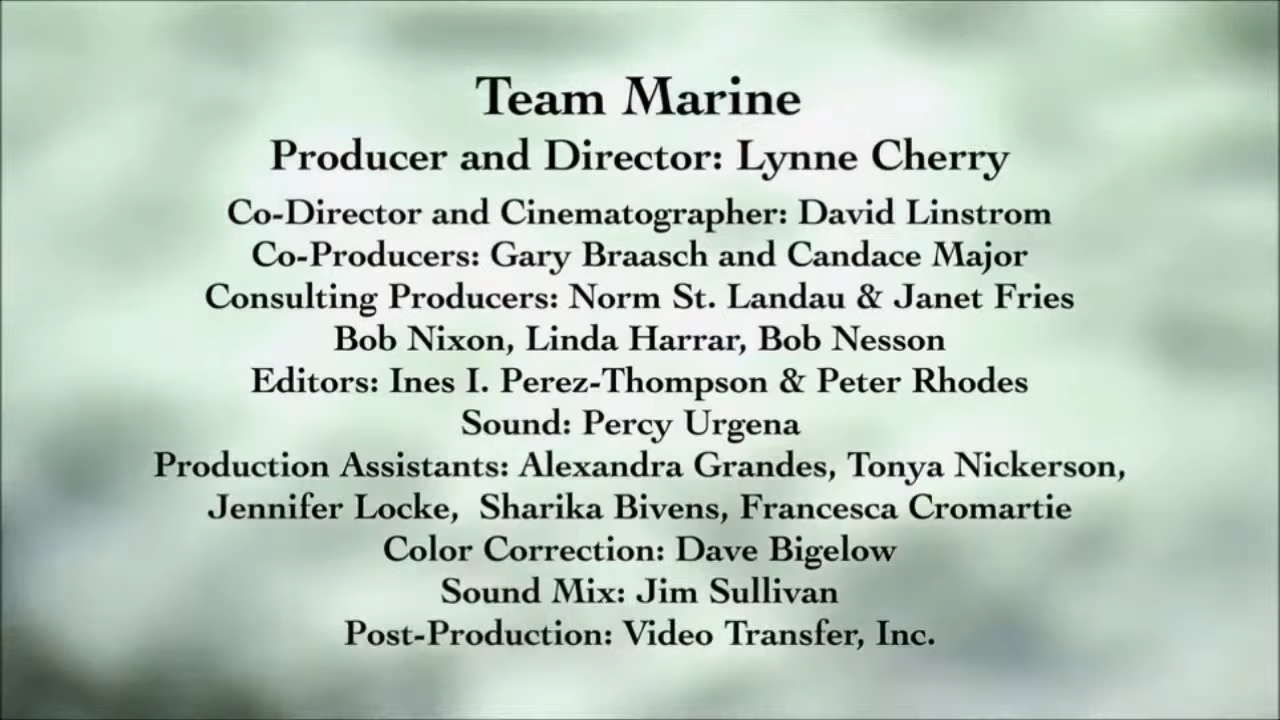 Team Marine
Producer and Director: Lynne Cherry
Co-Director and Cinematographer: David Linstrom
Co-Producers: Gary Braasch and Candace Major
Consulting Producers: Norm St. Landau & Janet Fries
Bob Nixon, Linda Harrar, Bob Nesson
Editors: Ines I. Perez-Thompson & Peter Rhodes
Sound: Percy Urgena
Production Assistants: Alexandra Grandes, Tonya Nickerson,
Jennifer Locke, Sharika Bivens, Francesca Cromartie
Color Correction: Dave Bigelow
Sound Mix: Jim Sullivan
Post-Production: Video Transfer, Inc.